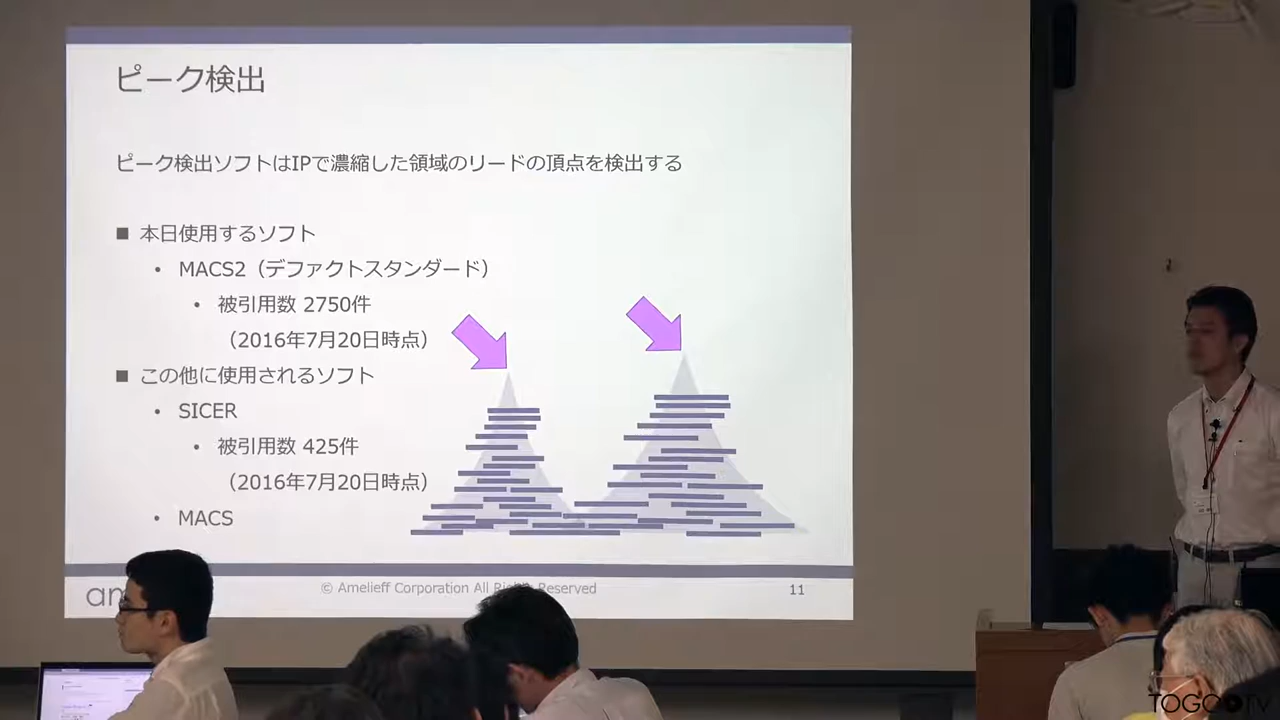 ピーク検出
ピーク検出ソフトはIPで濃縮した領域のリードの頂点を検出する
■ 本日使用するソフト
• MACS2（デファクトスタンダード）
• 被引用数 2750件
（2016年7月20日時点）
■ この他に使用されるソフト
• SICER
• 被引用数 425件
（2016年7月20日時点）
• MACS
am
© Amelieff Corporation All Rights Reserved
11
TOGOTV